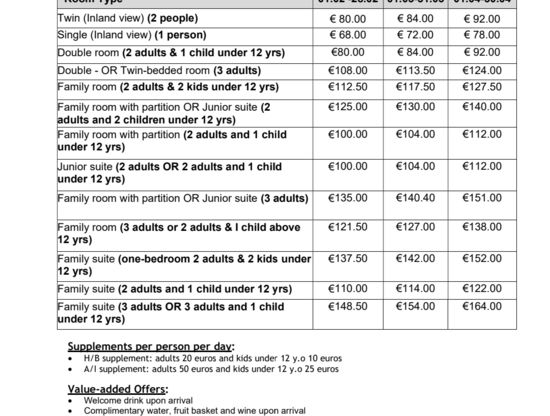 Room Type
Twin (Inland view) (2 people) € 80.00 € 84.00 € 92.00
Single (Inland view) (1 person) € 68.00 € 72.00 € 78.00
Double room (2 adults & 1 child under 12 yrs) €80.00 € 84.00 € 92.00
Double - OR Twin-bedded room (3 adults) €108.00 €113.50 €124.00
Family room (2 adults & 2 kids under 12 yrs) €112.50 €117.50 €127.50
Family room with partition OR Junior suite (2 €125.00 €130.00 €140.00
adults and 2 children under 12 yrs)
Family room with partition (2 adults and 1 child €100.00 €104.00 €112.00
under 12 yrs)
Junior suite (2 adults OR 2 adults and 1 child €100.00 €104.00 €112.00
under 12 yrs)
Family room with partition OR Junior suite (3 adults) €135.00 €140.40 €151.00
Family room (3 adults or 2 adults & I child above €121.50 €127.00 €138.00
12 yrs)
Family suite (one-bedroom 2 adults & 2 kids under €137.50 €142.00 €152.00
12 yrs)
Family suite (2 adults and 1 child under 12 yrs) €110.00 €114.00 €122.00
Family suite (3 adults OR 3 adults and 1 child €148.50 €154.00 €164.00
under 12 yrs)
Supplements per person per day:
• H/B supplement: adults 20 euros and kids under 12 y.o 10 euros
• A/I supplement: adults 50 euros and kids under 12 y.o 25 euros
Value-added Offers:
• Welcome drink upon arrival
• Complimentary water, fruit basket and wine upon arrival